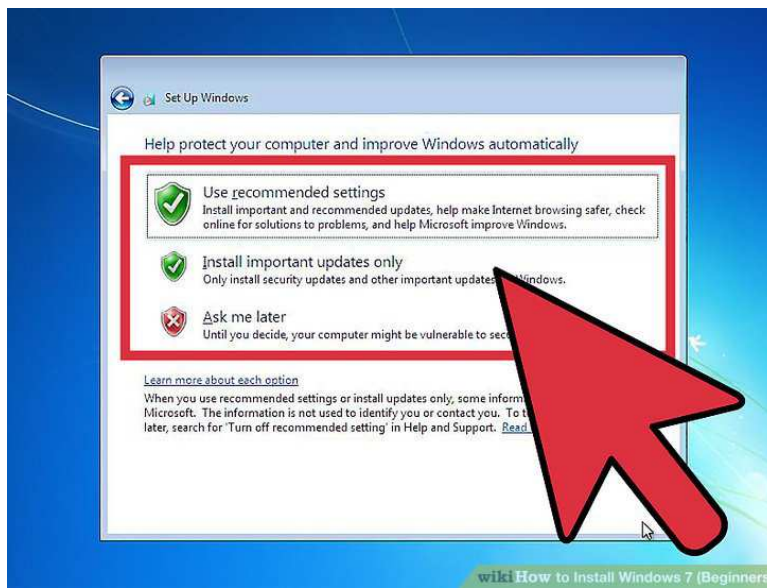 Set Up Windows
Help protect your computer and improve Windows automatically
Use recommended settings
Install important and recommended updates, help make Internet browsing safer, check
online for solutions to problems, and help Microsoft improve Windows.
Install important updates only
Only install security updates and other important updates Windows.
Ask me later
Until you decide, your computer might be vulnerable to
Learn more about each option
When you use recommended settings or install updates only, some
Microsoft. The information is not used to identify you or contact you. To
later, search for 'Turn off recommended setting' in Help and Support. Read
wikiHow to Install Windows 7 (Beginners